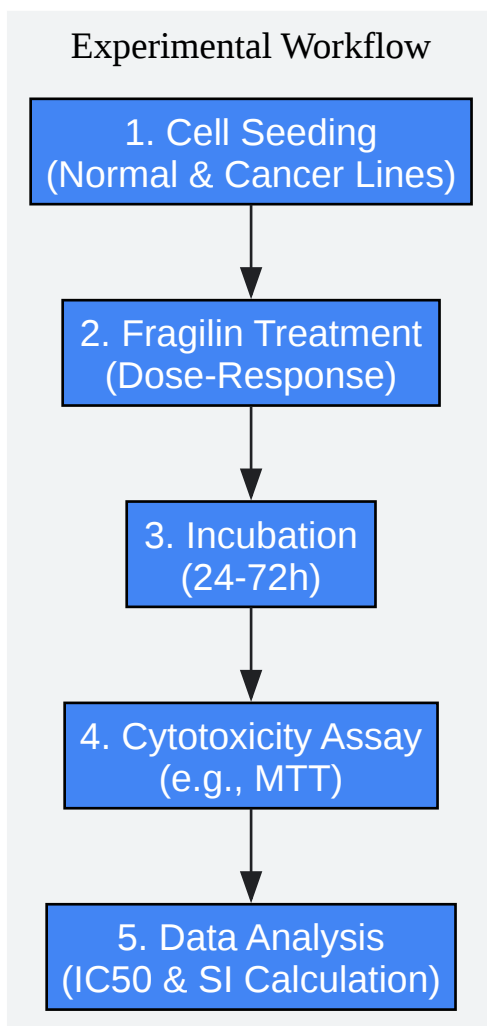 Experimental Workflow
1. Cell Seeding
(Normal & Cancer Lines)
2. Fragilin Treatment
(Dose-Response)
3. Incubation
(24-72h)
4. Cytotoxicity Assay
(e.g., MTT)
5. Data Analysis
(IC50 & SI Calculation)